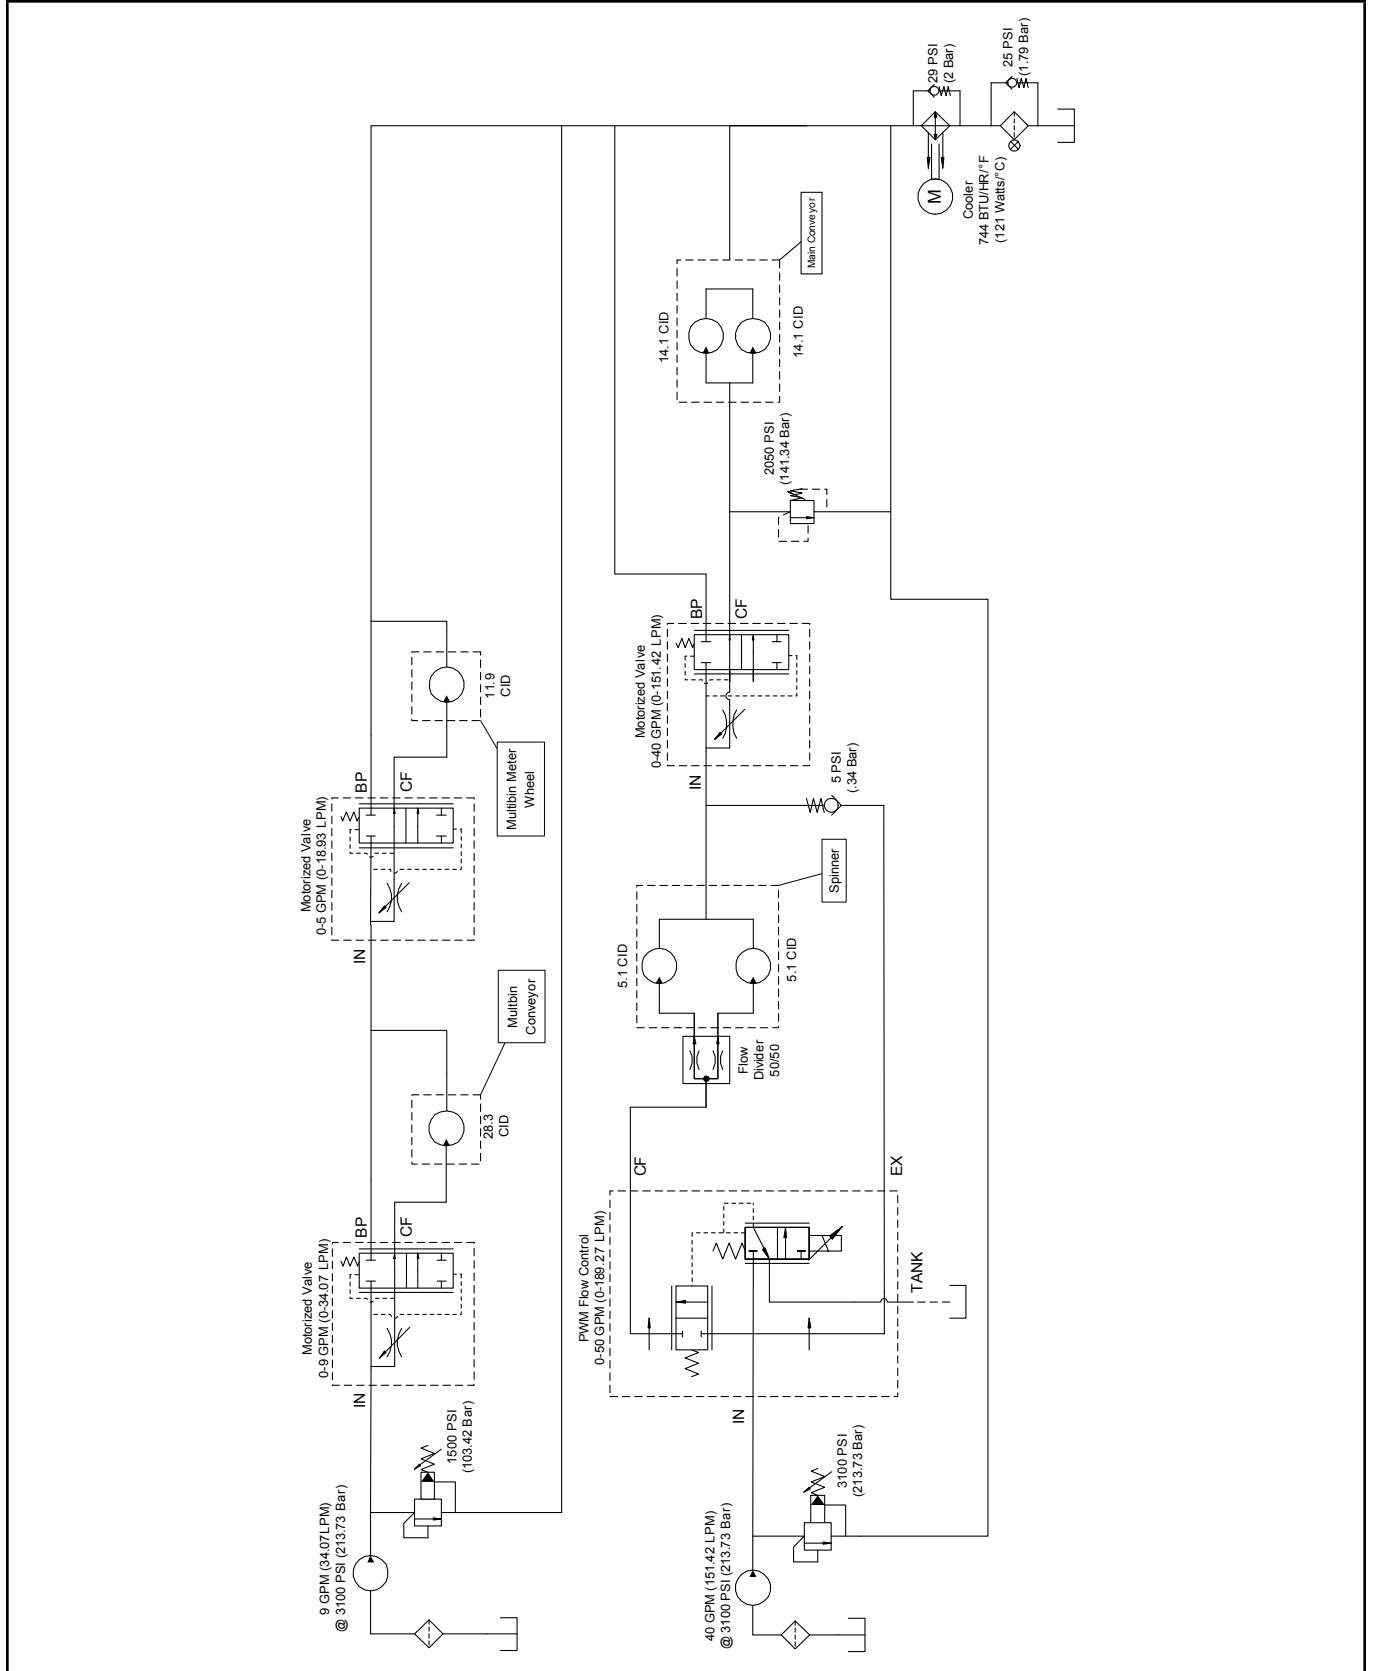 9 GPM (34.07LPM)
@ 3100 PSI (213.73 Bar)
1500 PSI
(103.42 Bar)
IN
Motorized Valve
0-9 GPM (0-34.07 LPM)
BP
CF
28.3
CID
Multbin
Conveyor
IN
Motorized Valve
0-5 GPM (0-18.93 LPM)
BP
CF
11.9
CID
Multibin Meter
Wheel
40 GPM (151.42 LPM)
@ 3100 PSI (213.73 Bar)
3100 PSI
(213.73 Bar)
IN
PWM Flow Control
0-50 GPM (0-189.27 LPM)
CF
EX
TANK
Flow
Divider
50/50
5.1 CID
5.1 CID
Spinner
5 PSI
(.34 Bar)
IN
Motorized Valve
0-40 GPM (0-151.42 LPM)
BP
CF
2050 PSI
(141.34 Bar)
14.1 CID
14.1 CID
Main Conveyor
M
Cooler
744 BTU/HR/°F
(121 Watts/°C)
29 PSI
(2 Bar)
25 PSI
(1.79 Bar)